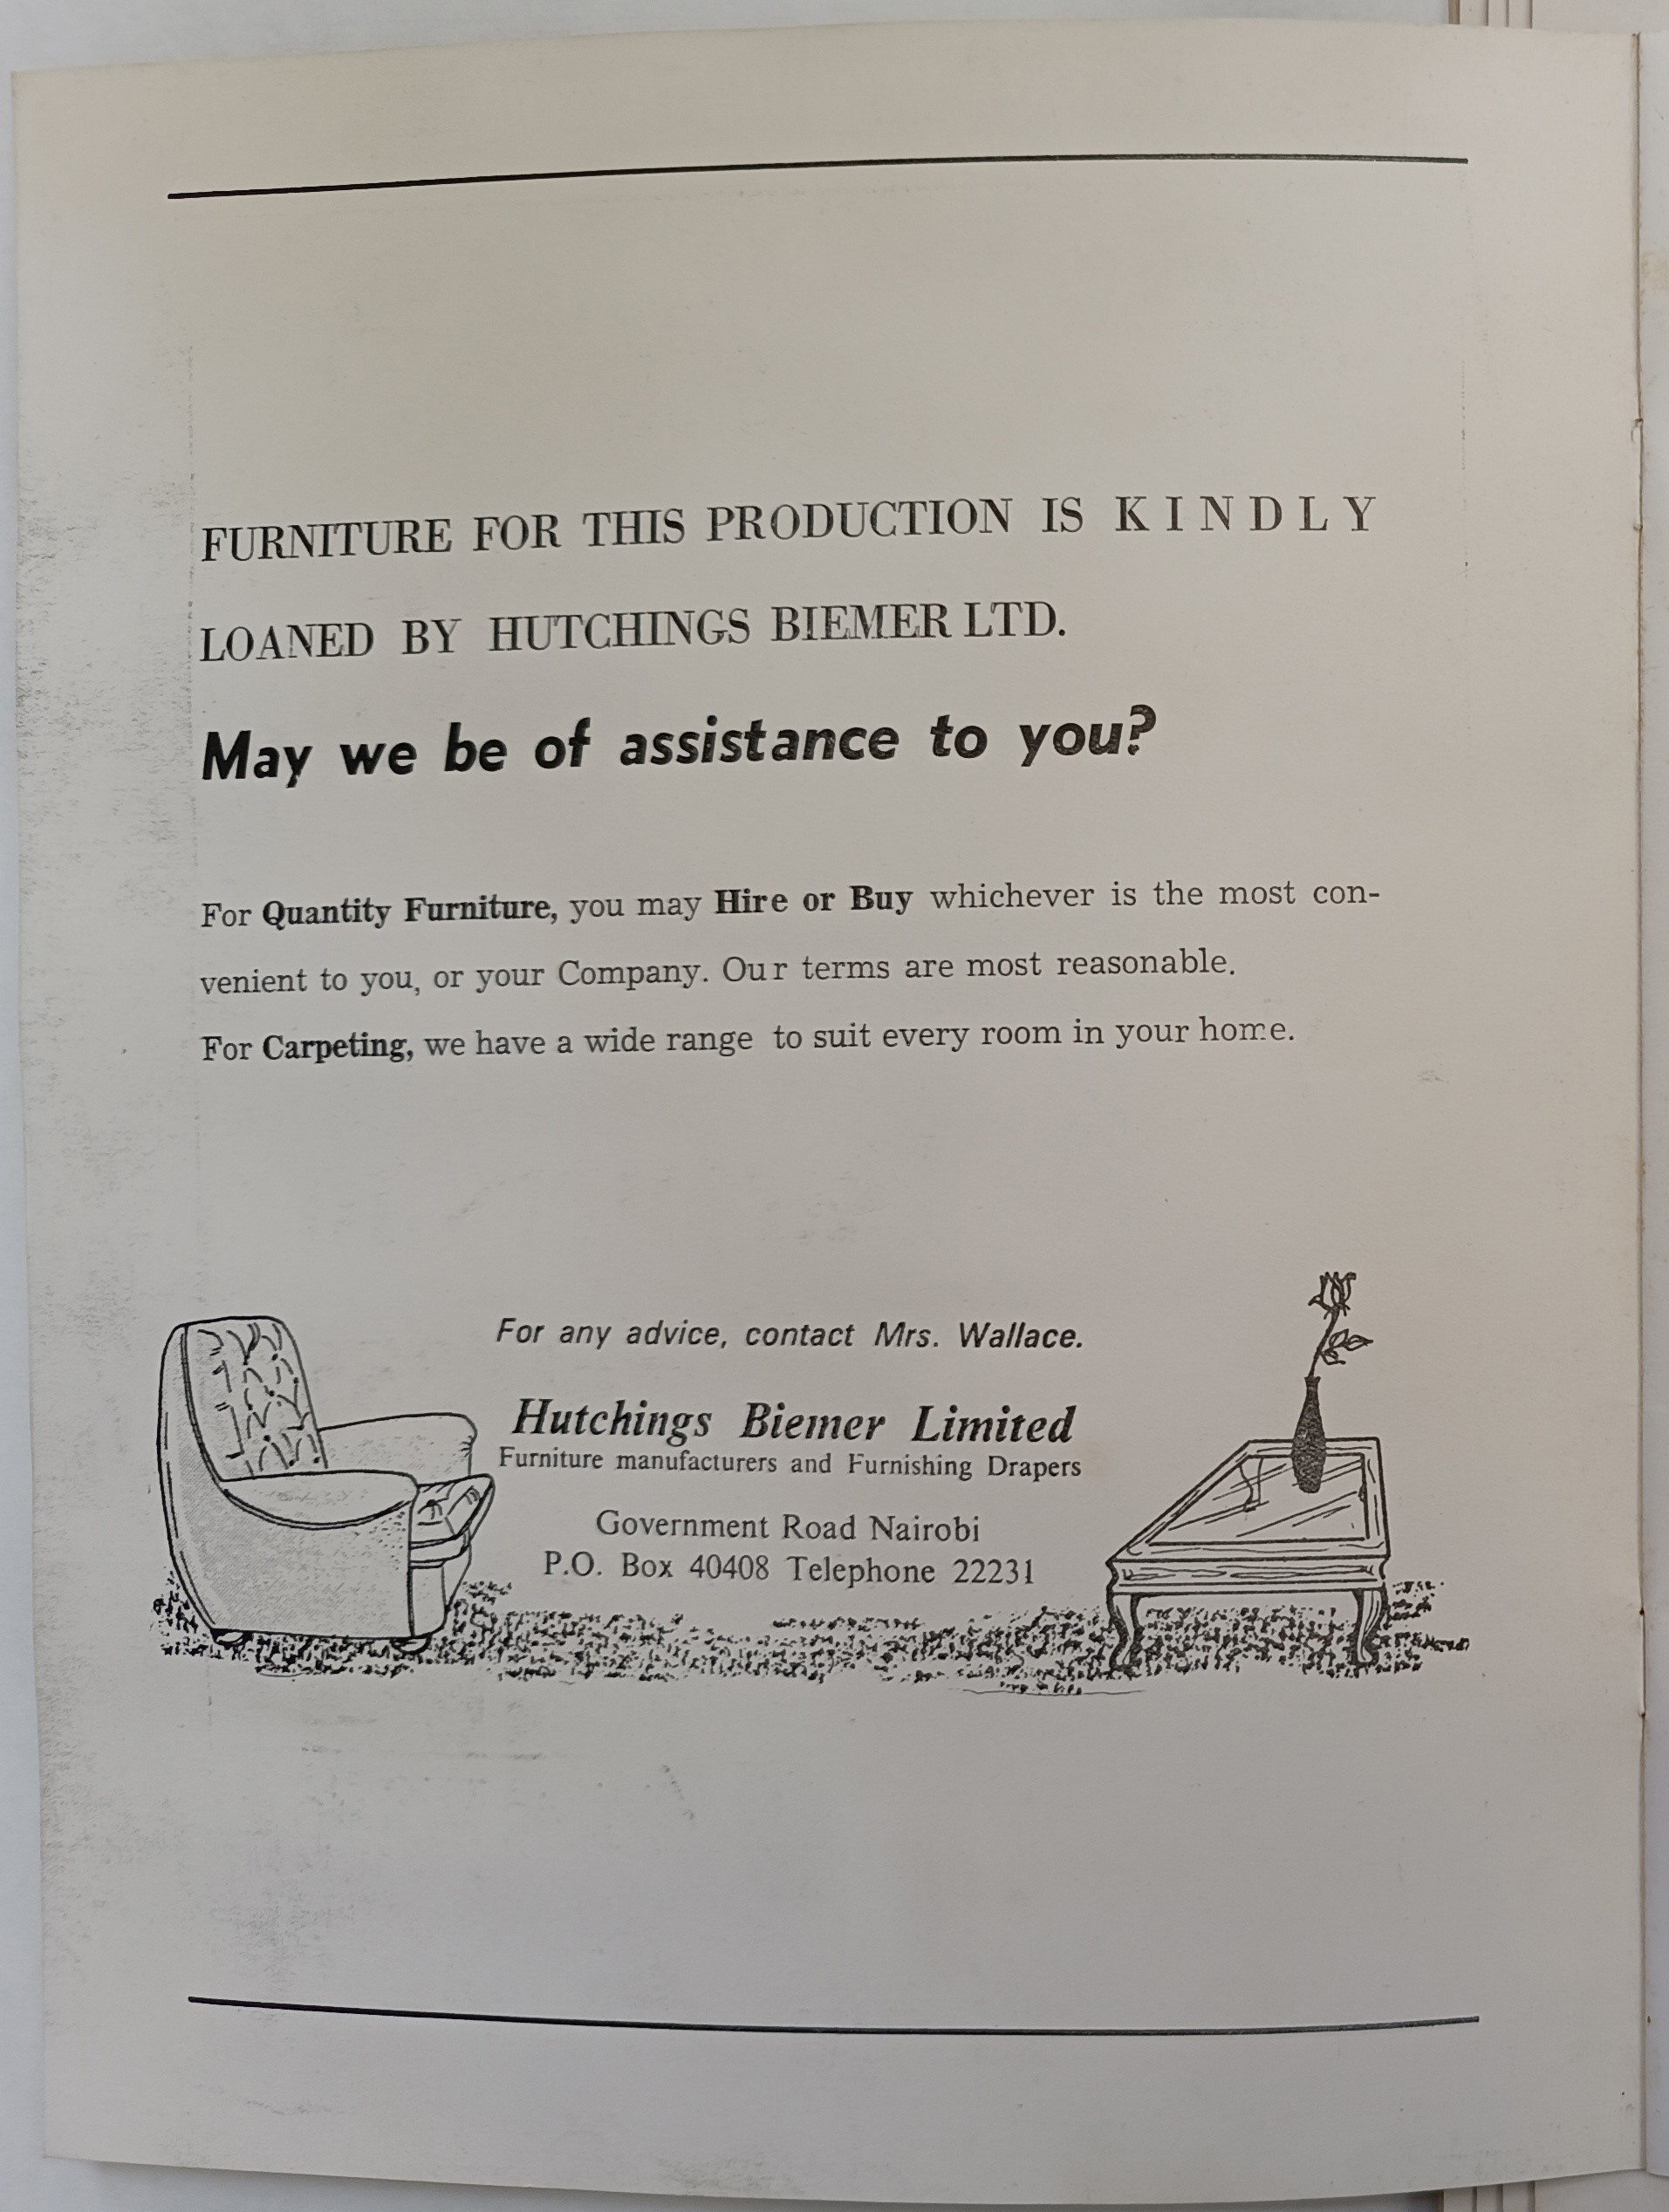 FURNITURE FOR THIS PRODUCTION IS KINDLY
LOANED BY HUTCHINGS BIEMER LTD.
May we be of assistance to you?
For Quantity Furniture, you may Hire or Buy whichever is the most con-
venient to you, or your Company. Our terms are most reasonable.
For Carpeting, we have a wide range to suit every room in your home.
For any advice, contact Mrs. Wallace.
Hutchings Biemer Limited
Furniture manufacturers and Furnishing Drapers
Government Road Nairobi
P.O. Box 40408 Telephone 22231